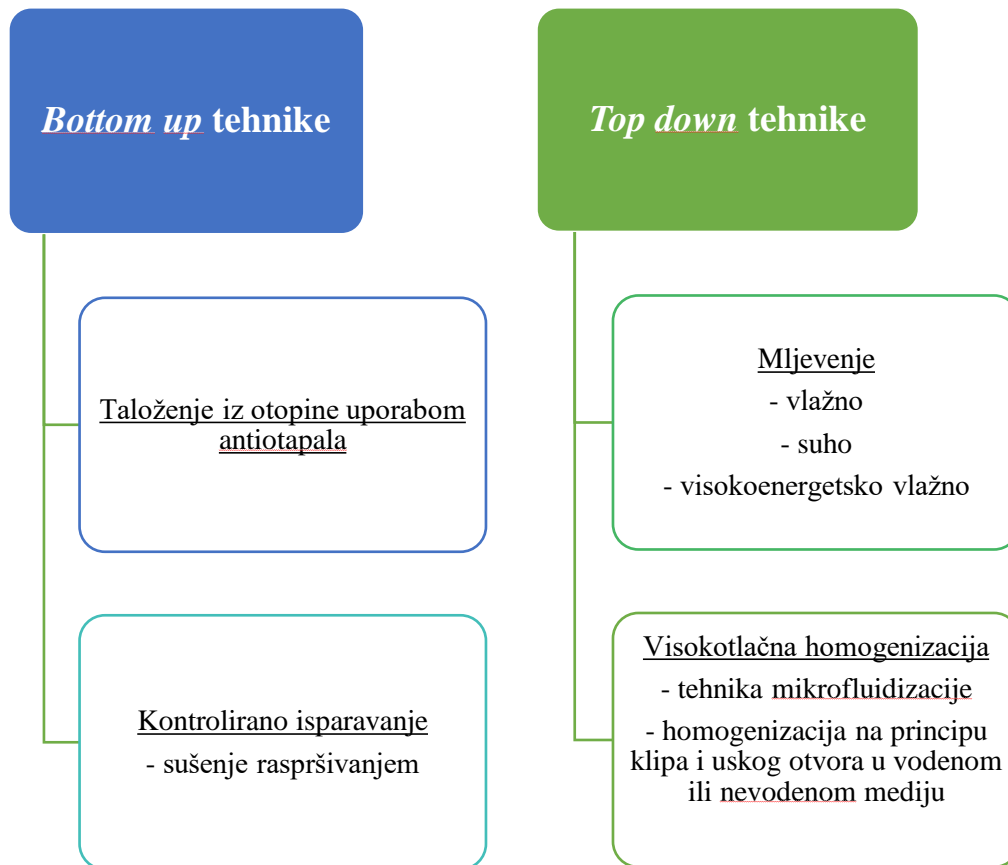 Bottom up tehnike
Taloženje iz otopine uporabom
antiotapala
Kontrolirano isparavanje
- sušenje raspršivanjem
Top down tehnike
Mljevenje
- vlažno
- suho
- visokoenergetsko vlažno
Visokotlačna homogenizacija
- tehnika mikrofluidizacije
- homogenizacija na principu
klipa i uskog otvora u vodenom
ili nevodenom mediju